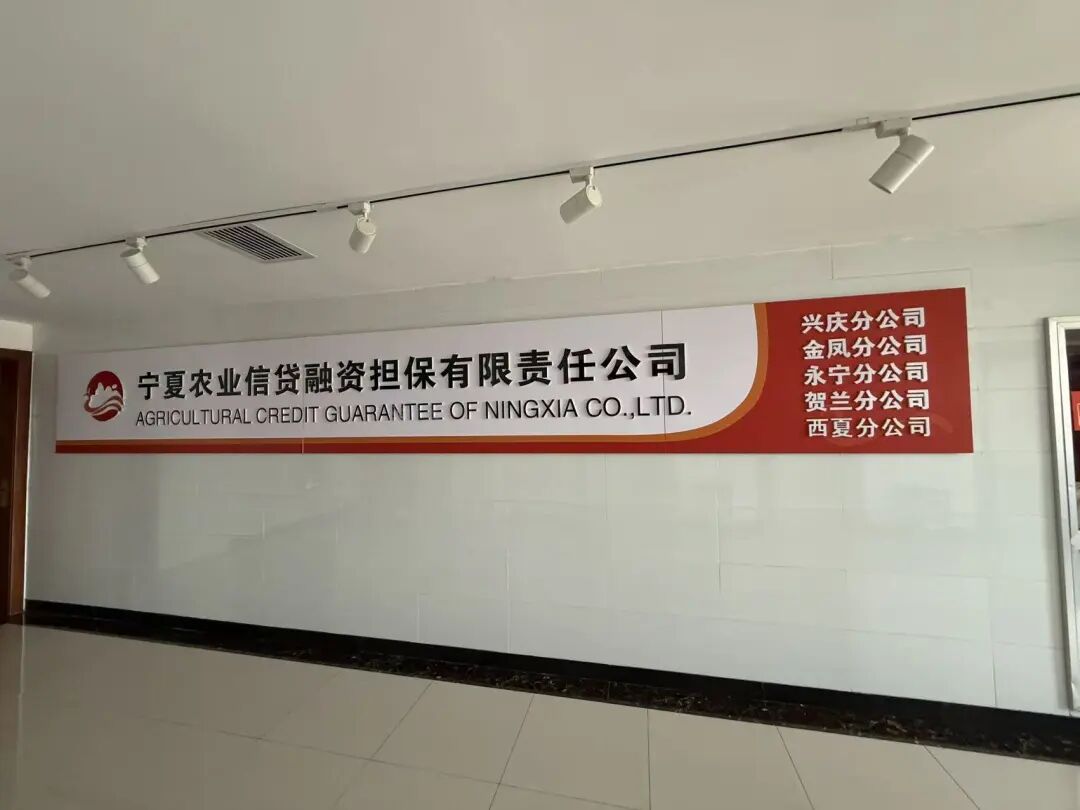 宁夏农业信贷融资担保有限责任公司
AGRICULTURAL CREDIT GUARANTEE OF NINGXIA CO.,LTD.
兴庆分公司
金凤分公司
永宁分公司
贺兰分公司
西夏分公司